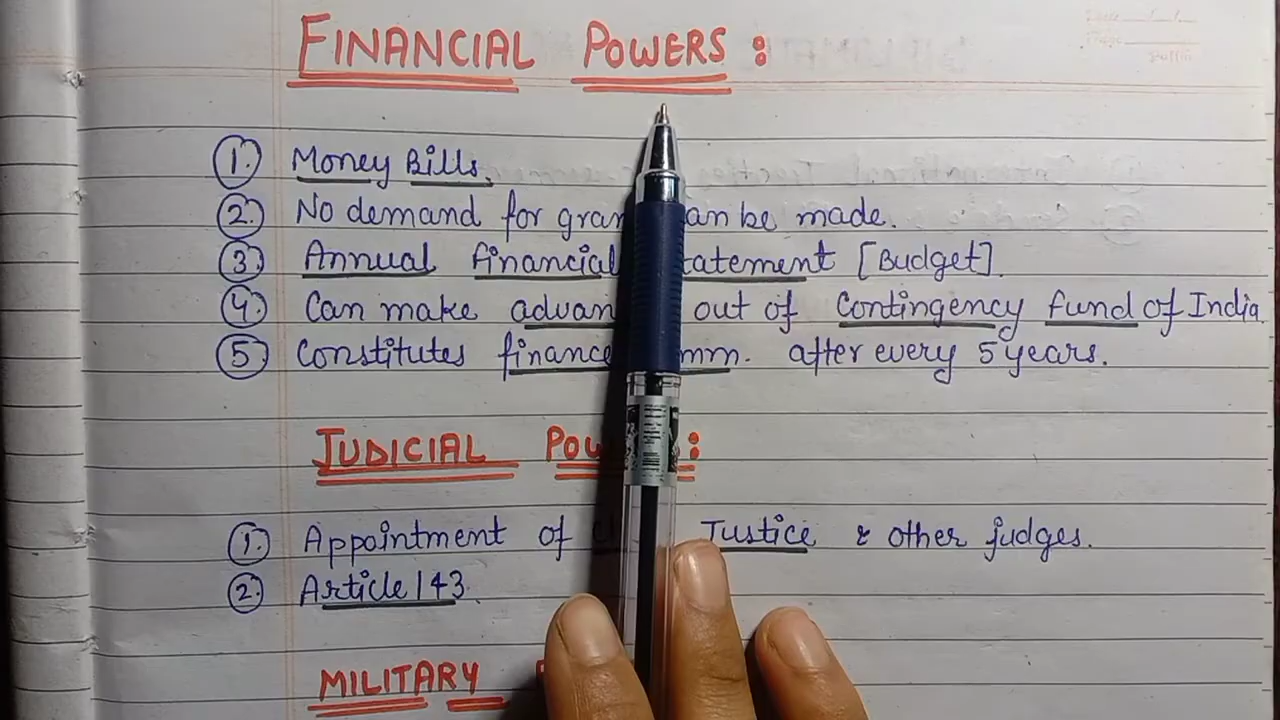 FINANCIAL POWERS :
① Money Bills.
② No demand for gran an be made.
③ Annual financial tatement [Budget].
④ Can make advan out of Contingency fund of India
⑤ Constitutes finance mm. after every 5 years.
JUDICIAL POW :
① Appointment of Justice & other judges.
② Article 143.
MILITARY